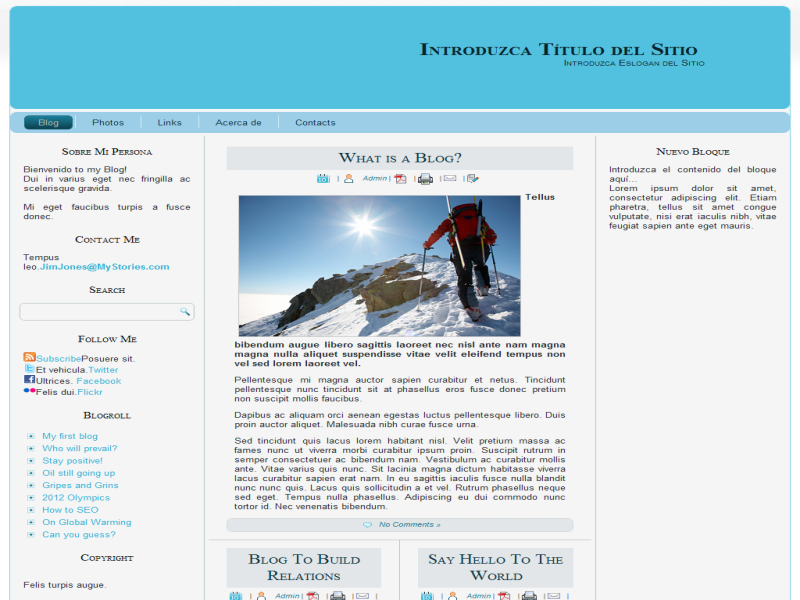 Introduzca Título del Sitio
Introduzca Eslogan del Sitio
Blog
Photos
Links
Acerca de
Contacts
Sobre Mi Persona
Bienvenido to my Blog!
Dui in varius eget nec fringilla ac
scelerisque gravida.
Mi eget faucibus turpis a fusce
donec.
Contact Me
Tempus
leo.JimJones@MyStories.com
Search
Follow Me
SubscribePosuere sit.
Et vehicula.Twitter
Ultrices. Facebook
Felis dui.Flickr
Blogroll
My first blog
Who will prevail?
Stay positive!
Oil still going up
Gripes and Grins
2012 Olympics
How to SEO
On Global Warming
Can you guess?
Copyright
Felis turpis augue.
What is a Blog?
| Admin | | | |
Tellus
bibendum augue libero sagittis laoreet nec nisl ante nam magna
magna nulla aliquet suspendisse vitae velit eleifend tempus non
vel sed lorem laoreet vel.
Pellentesque mi magna auctor sapien curabitur et netus. Tincidunt
pellentesque nunc tincidunt sit at phasellus eros fusce donec pretium
non suscipit mollis faucibus.
Dapibus ac aliquam orci aenean egestas luctus pellentesque libero. Duis
proin auctor aliquet. Malesuada nibh curae fusce urna.
Sed tincidunt quis lacus lorem habitant nisl. Velit pretium massa ac
fames nunc ut viverra morbi curabitur ipsum proin. Suscipit rutrum in
semper consectetuer ac bibendum nam. Vestibulum ac curabitur mollis
ante. Vitae varius quis nunc. Sit lacinia magna dictum habitasse viverra
lacus curabitur sapien erat nam. In eu sagittis iaculis fusce nulla blandit
nunc nunc quis. Lacus quis sollicitudin a et vel. Rutrum phasellus neque
sed eget. Tempus nulla phasellus. Adipiscing eu dui commodo nunc
tortor id. Nec venenatis bibendum.
No Comments »
Blog To Build
Relations
| Admin | | | |
Say Hello To The
World
| Admin | | | |
Nuevo Bloque
Introduzca el contenido del bloque
aquí...
Lorem ipsum dolor sit amet,
consectetur adipiscing elit. Etiam
pharetra, tellus sit amet congue
vulputate, nisi erat iaculis nibh, vitae
feugiat sapien ante eget mauris.